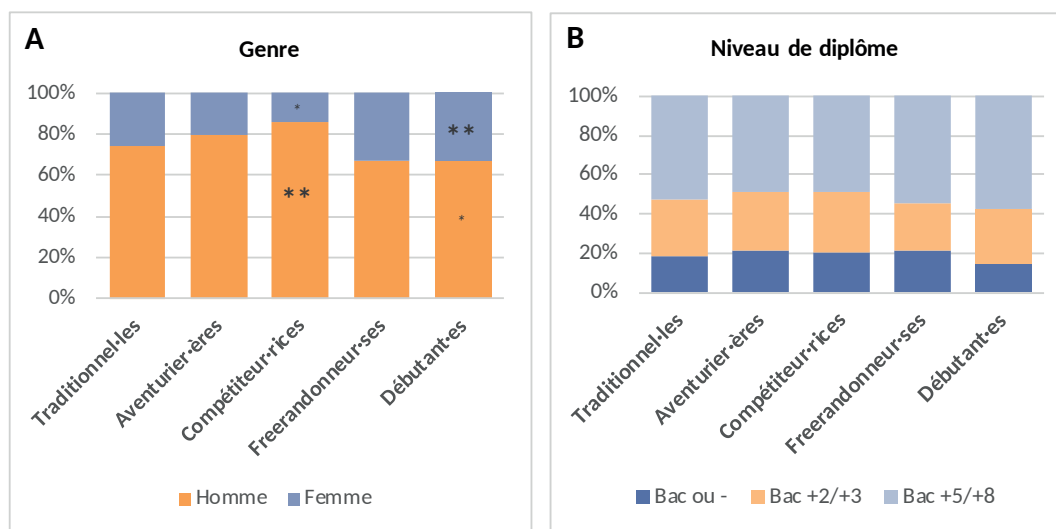 A
Genre
100%
80%
60%
40%
20%
0%
*
**
**
*
Traditionnel·les
Aventurier·ères
Compétiteur·rices
Freerandonneur·ses
Débutant·es
Homme
Femme
B
Niveau de diplôme
100%
80%
60%
40%
20%
0%
Traditionnel·les
Aventurier·ères
Compétiteur·rices
Freerandonneur·ses
Débutant·es
Bac ou -
Bac +2/+3
Bac +5/+8